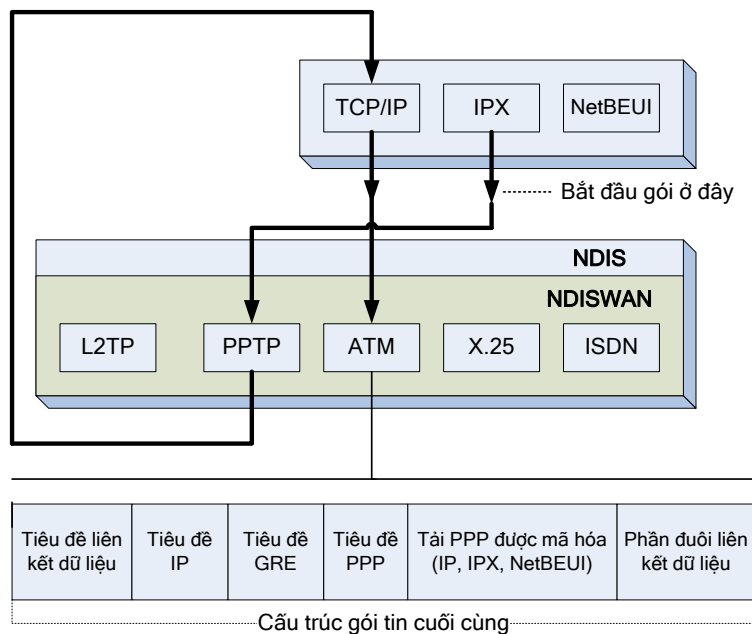 TCP/IP
IPX
NetBEUI
Bắt đầu gói ở đây
NDIS
NDISWAN
L2TP
PPTP
ATM
X.25
ISDN
Tiêu đề liên
kết dữ liệu
Tiêu đề
IP
Tiêu đề
GRE
Tiêu đề
PPP
Tải PPP được mã hóa
(IP, IPX, NetBEUI)
Phần đuôi liên
kết dữ liệu
Cấu trúc gói tin cuối cùng